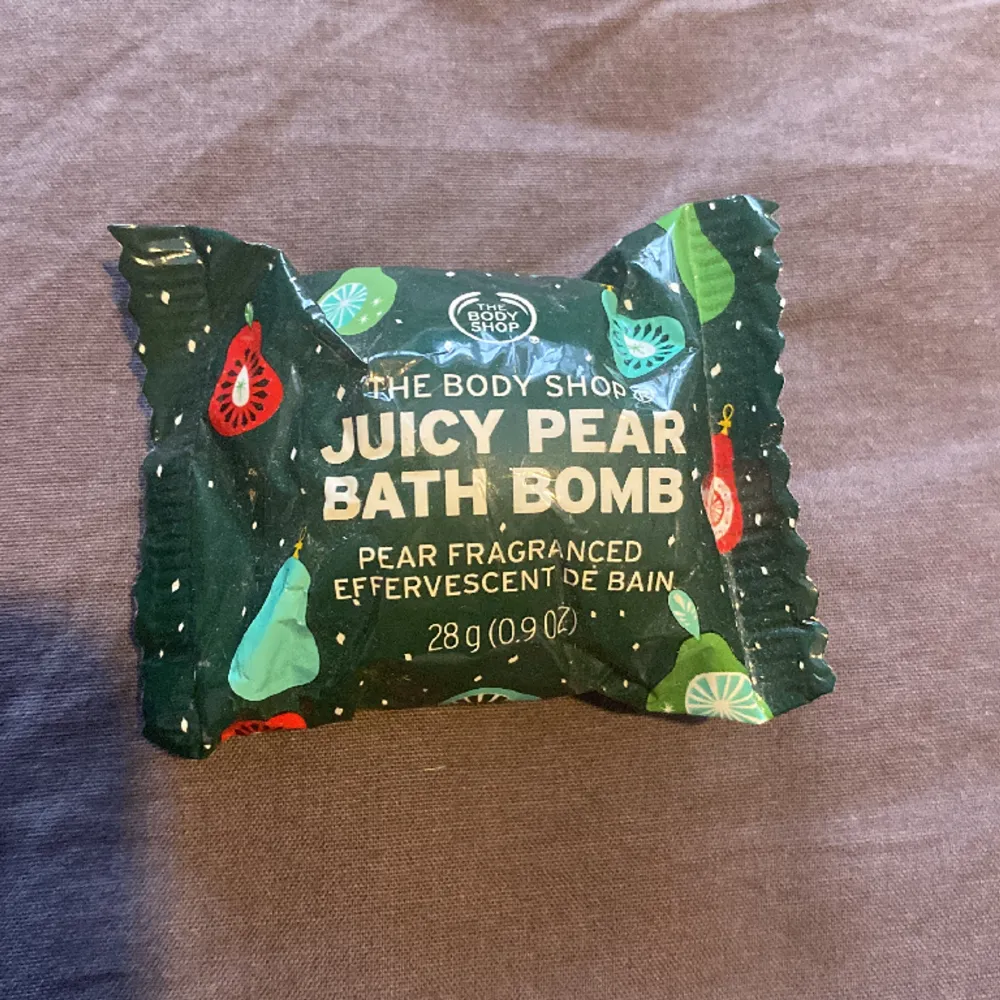 THE
BODY
SHOP
THE BODY SHOP®
JUICY PEAR
BATH BOMB
PEAR FRAGRANCED
EFFERVESCENT DE BAIN
28 g (0.9 OZ)